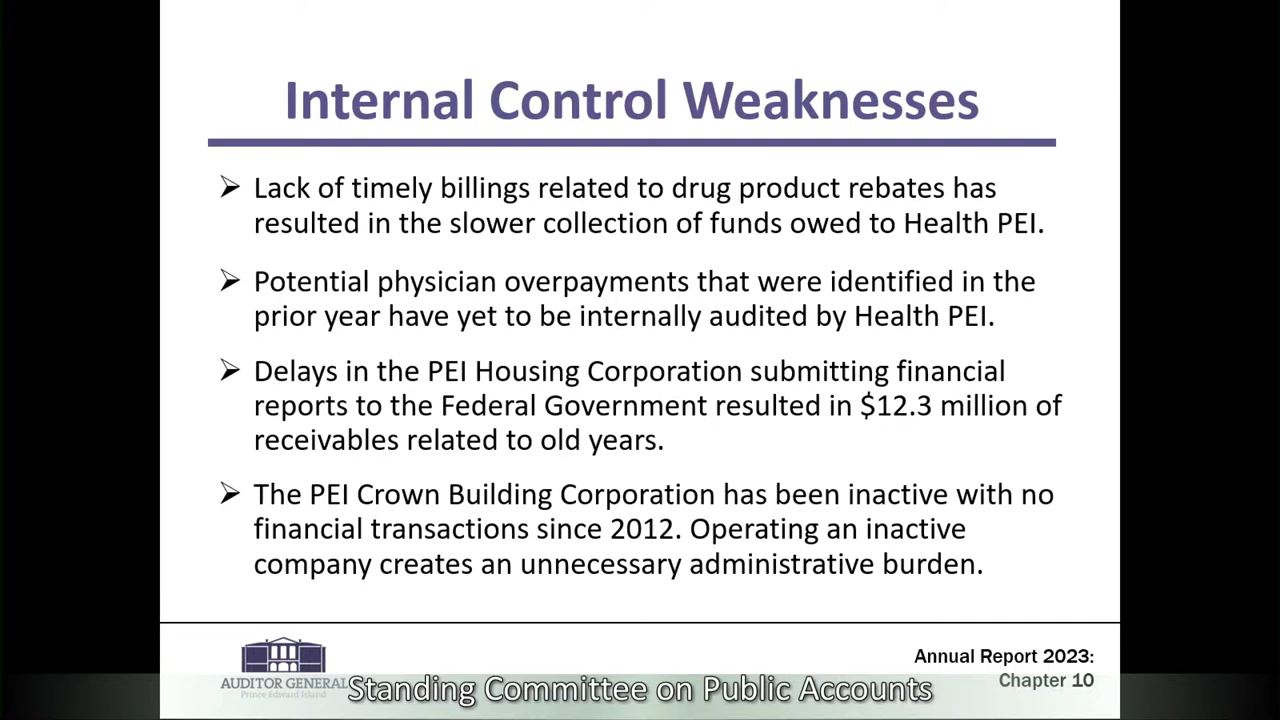 Internal Control Weaknesses
➢ Lack of timely billings related to drug product rebates has
resulted in the slower collection of funds owed to Health PEI.
➢ Potential physician overpayments that were identified in the
prior year have yet to be internally audited by Health PEI.
➢ Delays in the PEI Housing Corporation submitting financial
reports to the Federal Government resulted in $12.3 million of
receivables related to old years.
➢ The PEI Crown Building Corporation has been inactive with no
financial transactions since 2012. Operating an inactive
company creates an unnecessary administrative burden.
Annual Report 2023:
Chapter 10
AUDITOR GENERAL
Prince Edward Island
Standing Committee on Public Accounts